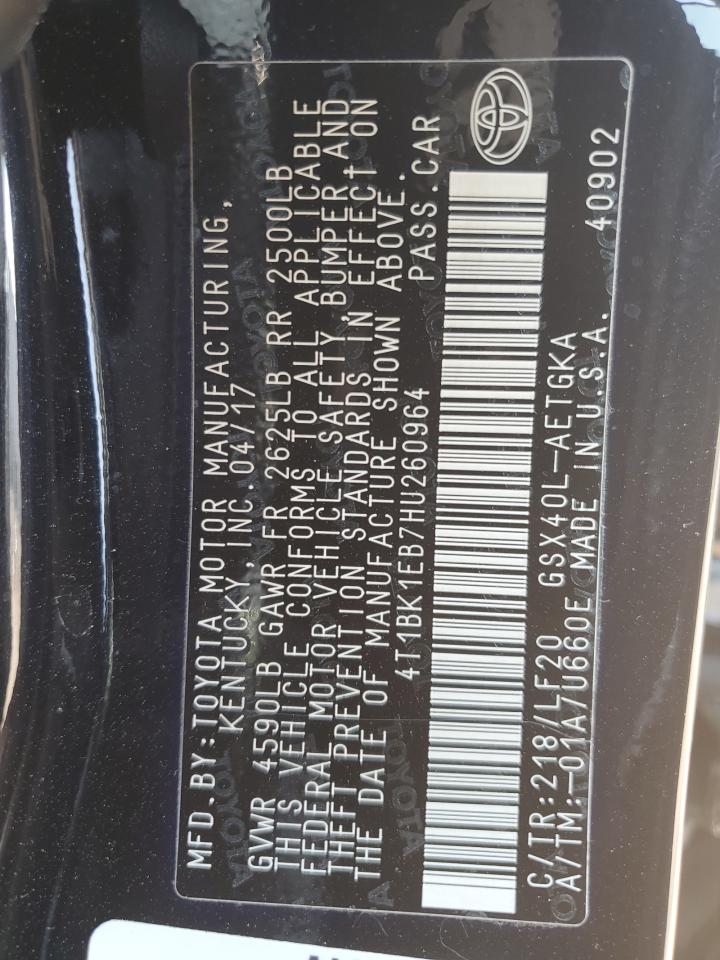 MFD.BY:TOYOTA MOTOR MANUFACTURING,
KENTUCKY, INC 04/17
GVWR 4590LB GAWR FR 2625LB RR 2500LB
THIS VEHICLE CONFORMS TO ALL APPLICABLE
FEDERAL MOTOR VEHICLE SAFETY, BUMPER, AND
THEFT PREVENTION STANDARDS IN EFFECT ON
THE DATE OF MANUFACTURE SHOWN ABOVE.
4T1BK1EB7HU260964 PASS.CAR
C/TR:218/LF20 GSX40L-AETGKA
A/TM:-01A/U660E MADE IN U.S.A. 40902